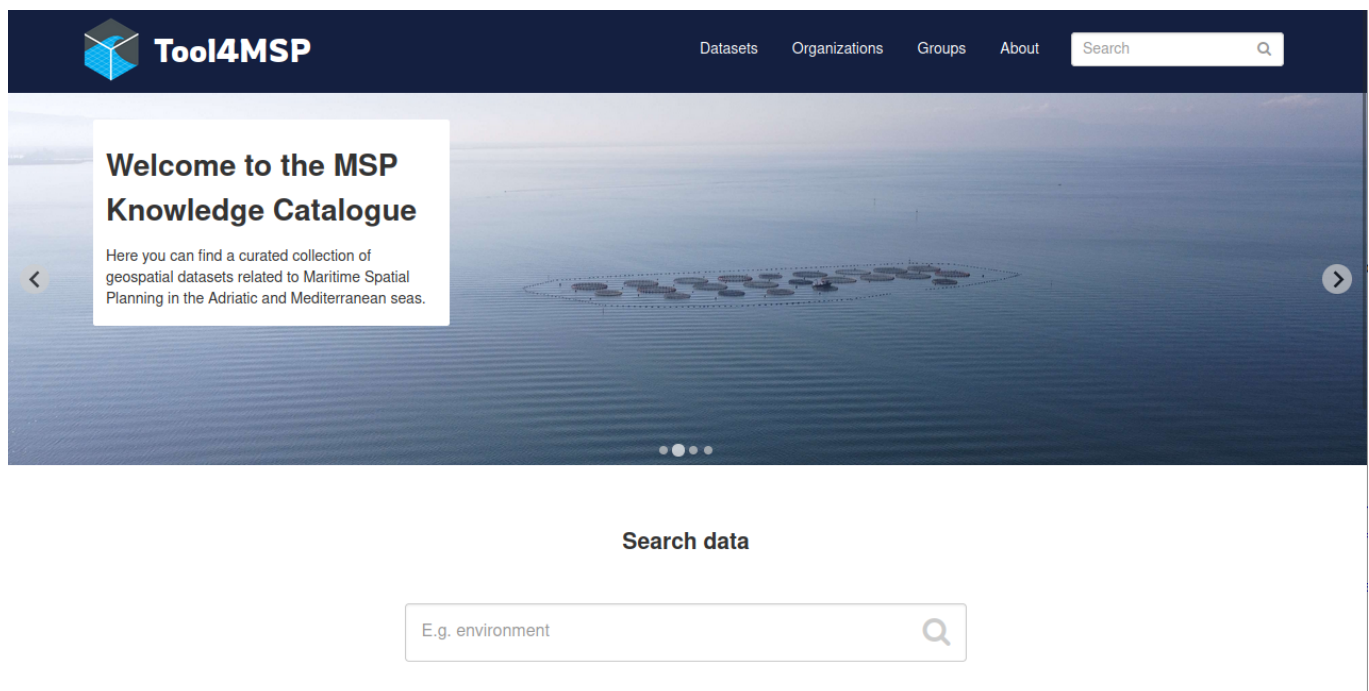 Tool4MSP
Datasets Organizations Groups About Search
Welcome to the MSP
Knowledge Catalogue
Here you can find a curated collection of
geospatial datasets related to Maritime Spatial
Planning in the Adriatic and Mediterranean seas.
Search data
E.g. environment